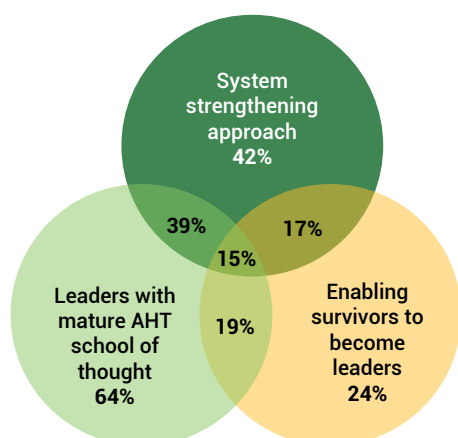 System
strengthening
approach
42%
39%
17%
15%
Leaders with
mature AHT
school of
thought
64%
19%
Enabling
survivors to
become
leaders
24%